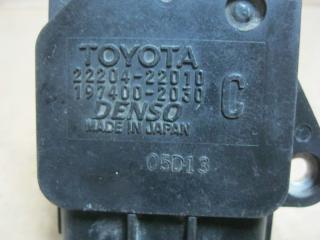 TOYOTA
22204-22010
197400-2030 C
DENSO
MADE IN JAPAN
05D13